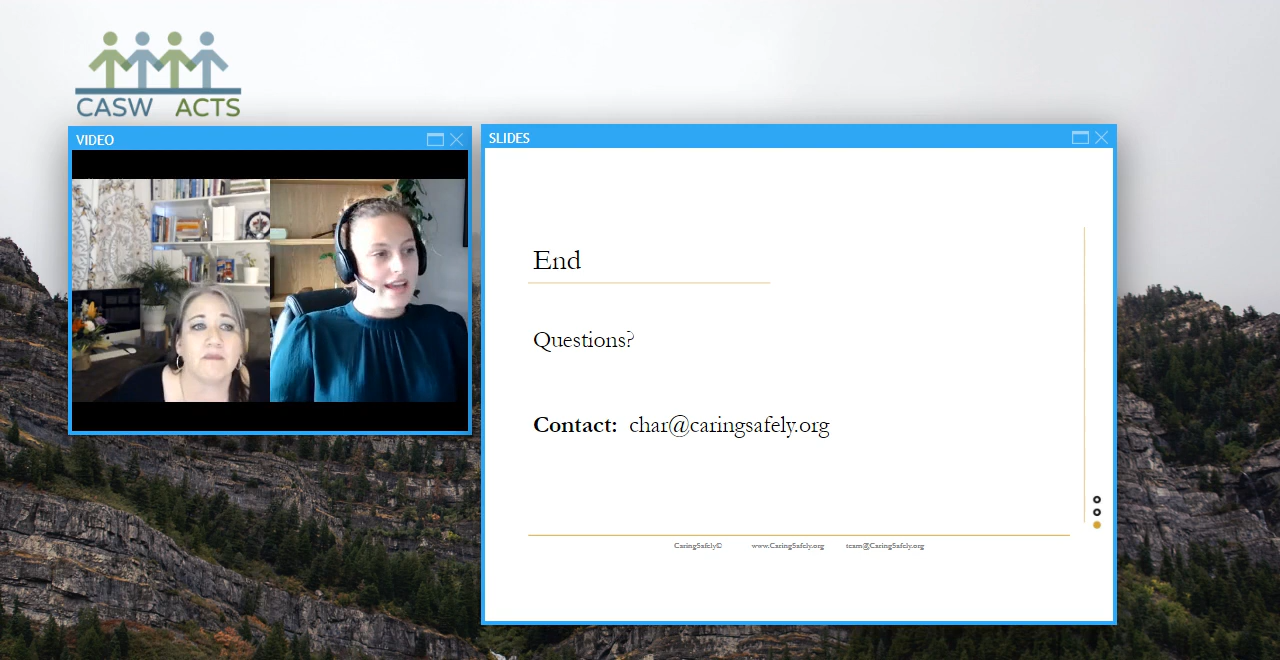 CASW ACTS
VIDEO
SLIDES
End
Questions?
Contact: char@caringsafely.org
CaringSafely© www.CaringSafely.org team@CaringSafely.org